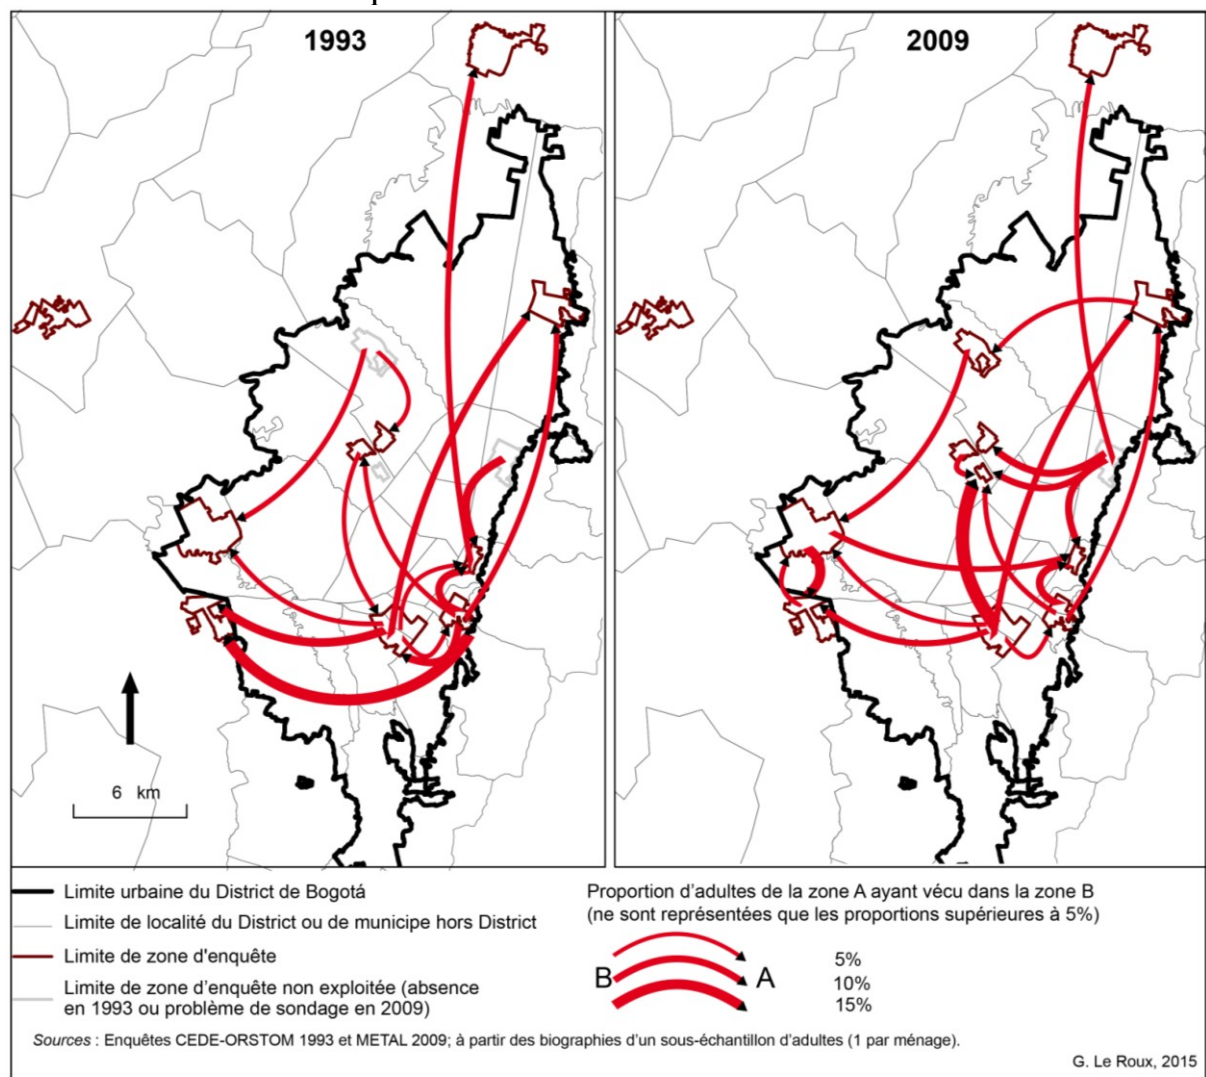 1993
2009
6 km
Limite urbaine du District de Bogotá
Limite de localité du District ou de municipe hors District
Limite de zone d'enquête
Limite de zone d'enquête non exploitée (absence
en 1993 ou problème de sondage en 2009)
Proportion d'adultes de la zone A ayant vécu dans la zone B
(ne sont représentées que les proportions supérieures à 5%)
B A
5%
10%
15%
Sources : Enquêtes CEDE-ORSTOM 1993 et METAL 2009; à partir des biographies d'un sous-échantillon d'adultes (1 par ménage).
G. Le Roux, 2015